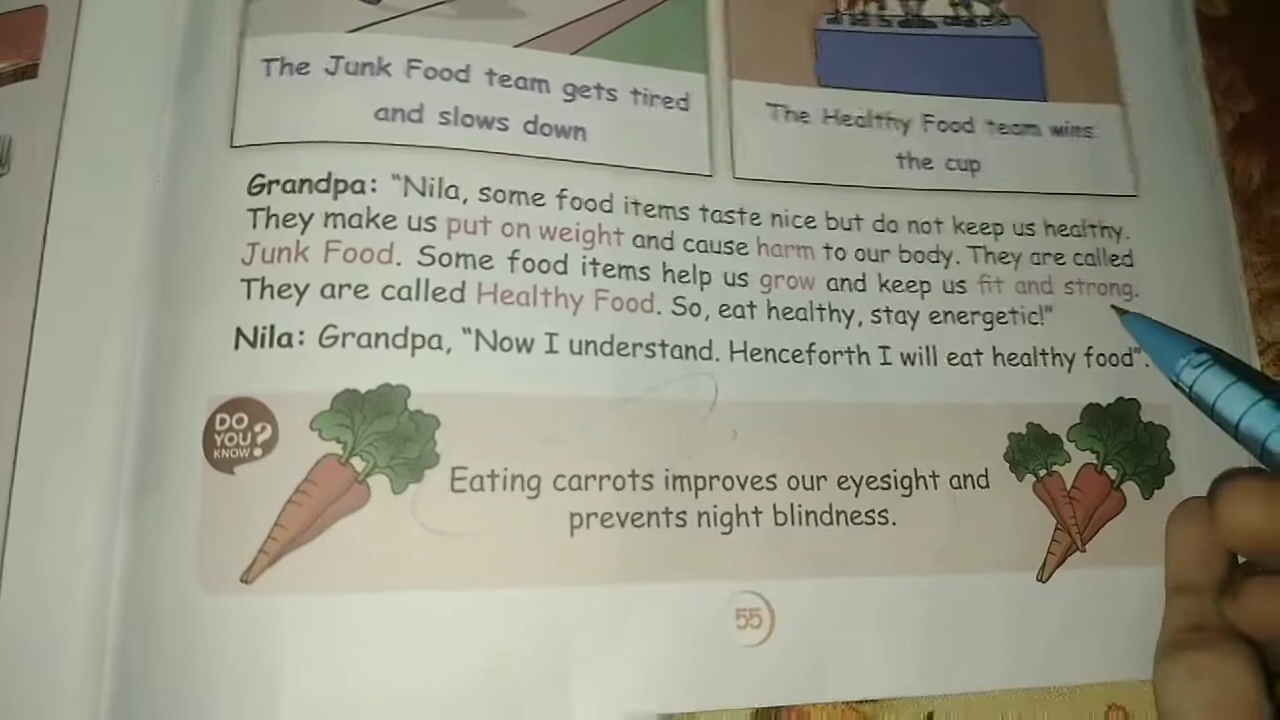 The Junk Food team gets tired
and slows down
The Healthy Food team wins
the cup
Grandpa: "Nila, some food items taste nice but do not keep us healthy.
They make us put on weight and cause harm to our body. They are called
Junk Food. Some food items help us grow and keep us fit and strong.
They are called Healthy Food. So, eat healthy, stay energetic!"
Nila: Grandpa, "Now I understand. Henceforth I will eat healthy food".
DO
YOU
KNOW?
Eating carrots improves our eyesight and
prevents night blindness.
55